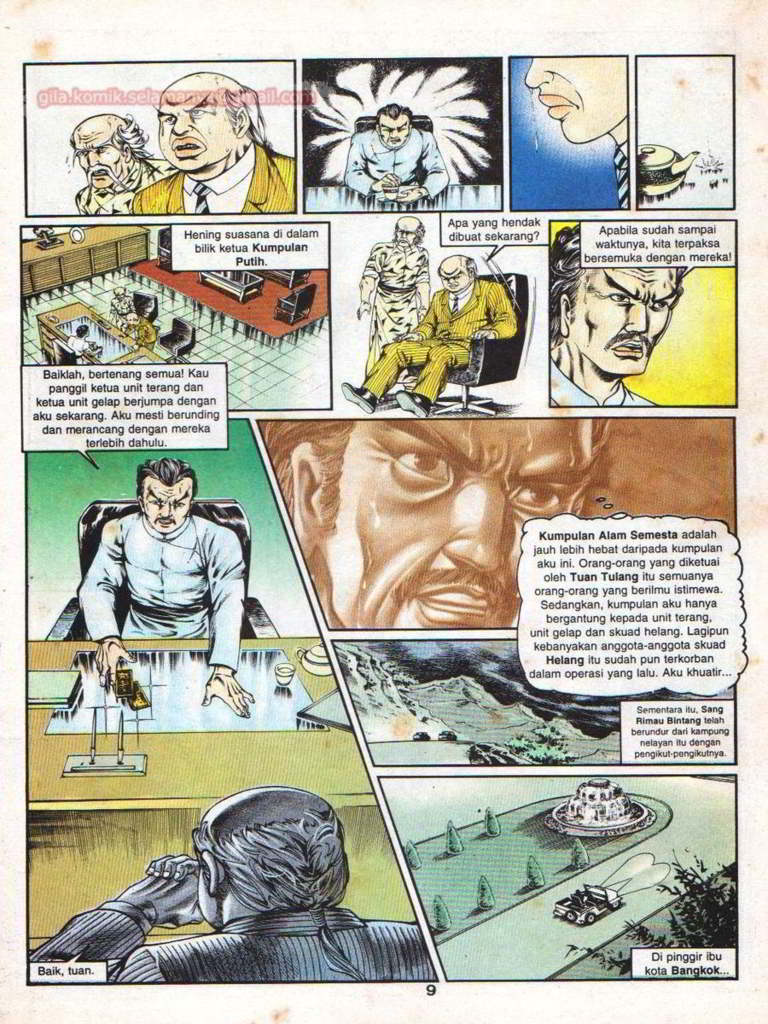 gila.komik.selamanya@gmail.com
Hening suasana di dalam
bilik ketua Kumpulan
Putih.
Apa yang hendak
dibuat sekarang?
Apabila sudah sampai
waktunya, kita terpaksa
bersemuka dengan mereka!
Baiklah, bertenang semua! Kau
panggil ketua unit terang dan
ketua unit gelap berjumpa dengan
aku sekarang. Aku mesti berunding
dan merancang dengan mereka
terlebih dahulu.
Kumpulan Alam Semesta adalah
jauh lebih hebat daripada kumpulan
aku ini. Orang-orang yang diketuai
oleh Tuan Tulang itu semuanya
orang-orang yang berilmu istimewa.
Sedangkan, kumpulan aku hanya
bergantung kepada unit terang,
unit gelap dan skuad helang. Lagipun
kebanyakan anggota-anggota skuad
Helang itu sudah pun terkorban
dalam operasi yang lalu. Aku khuatir...
Sementara itu, Sang
Rimau Bintang telah
berundur dari kampung
nelayan itu dengan
pengikut-pengikutnya.
Baik, tuan.
Di pinggir ibu
kota Bangkok...
9